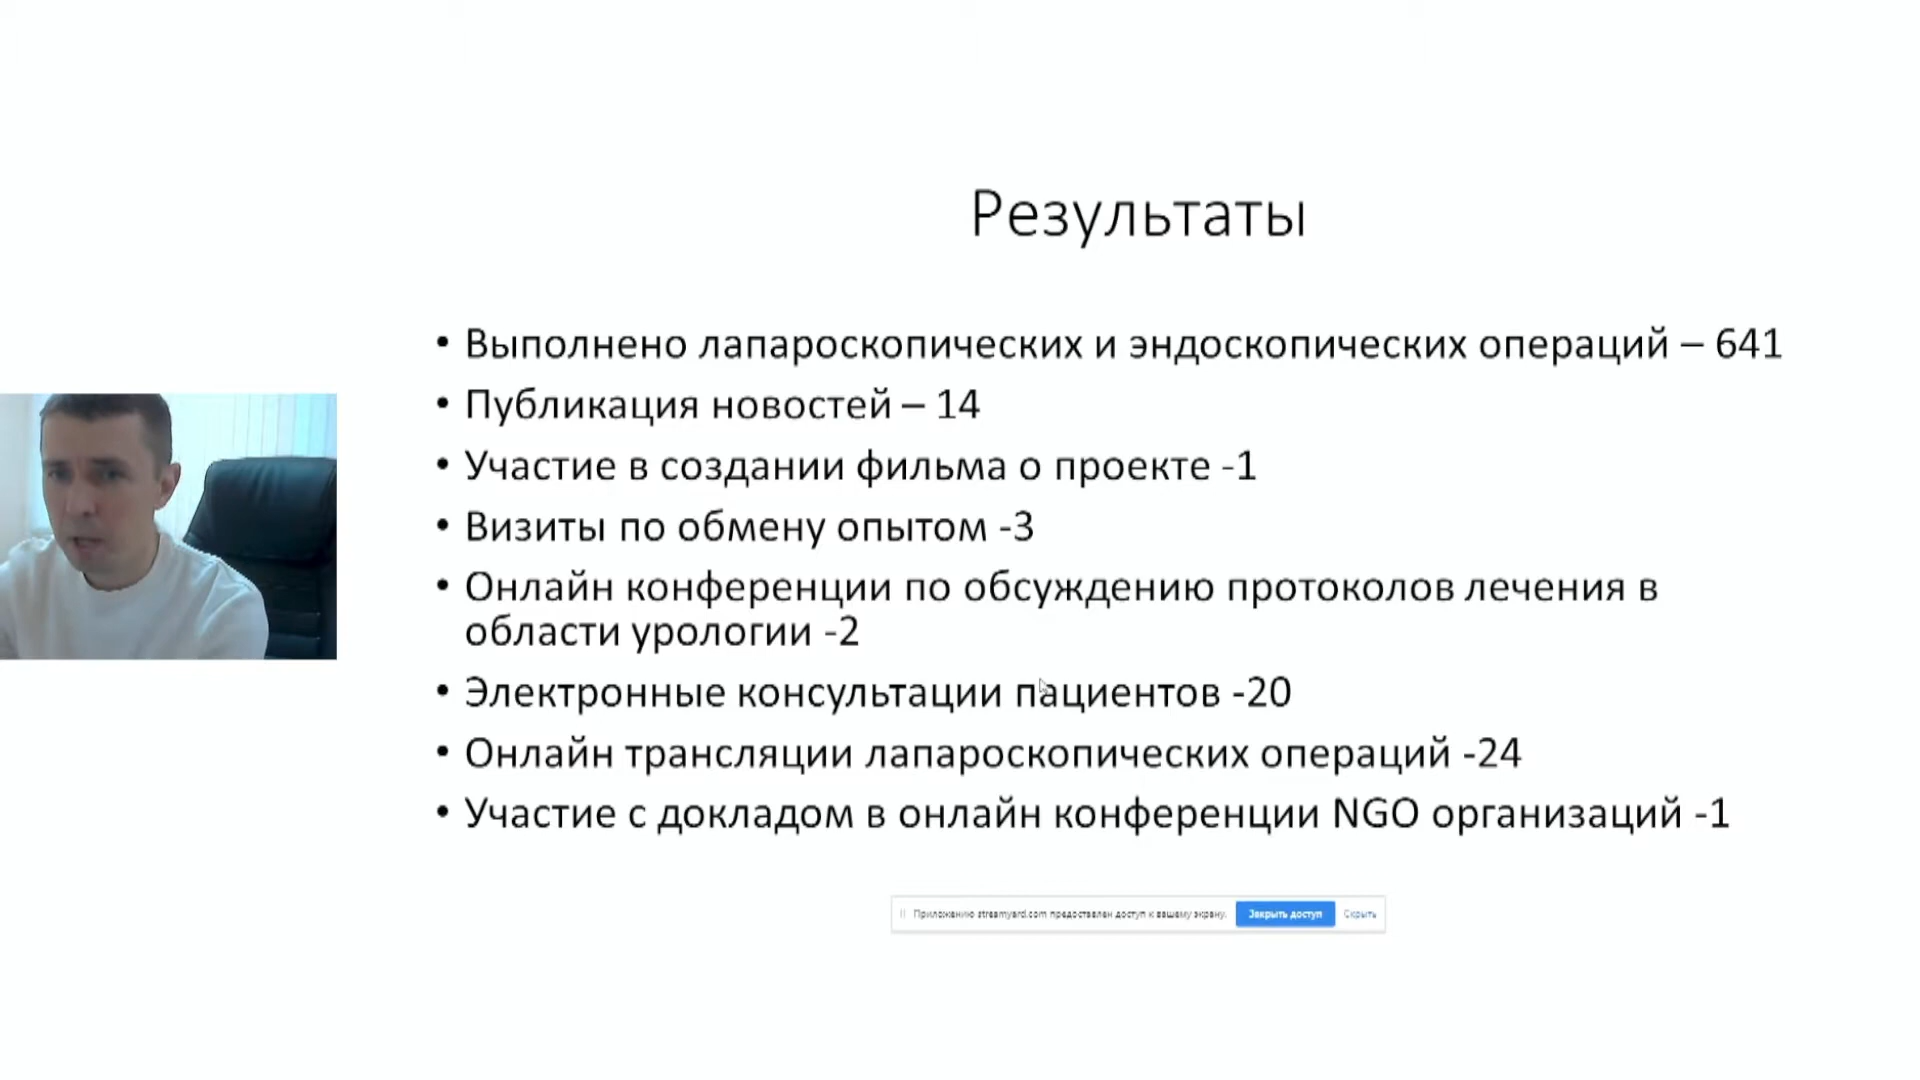 Результаты
• Выполнено лапароскопических и эндоскопических операций – 641
• Публикация новостей – 14
• Участие в создании фильма о проекте -1
• Визиты по обмену опытом -3
• Онлайн конференции по обсуждению протоколов лечения в
области урологии -2
• Электронные консультации пациентов -20
• Онлайн трансляции лапароскопических операций -24
• Участие с докладом в онлайн конференции NGO организаций -1
Приложению streamyard.com предоставлен доступ к вашему экрану. Закрыть доступ Скрыть